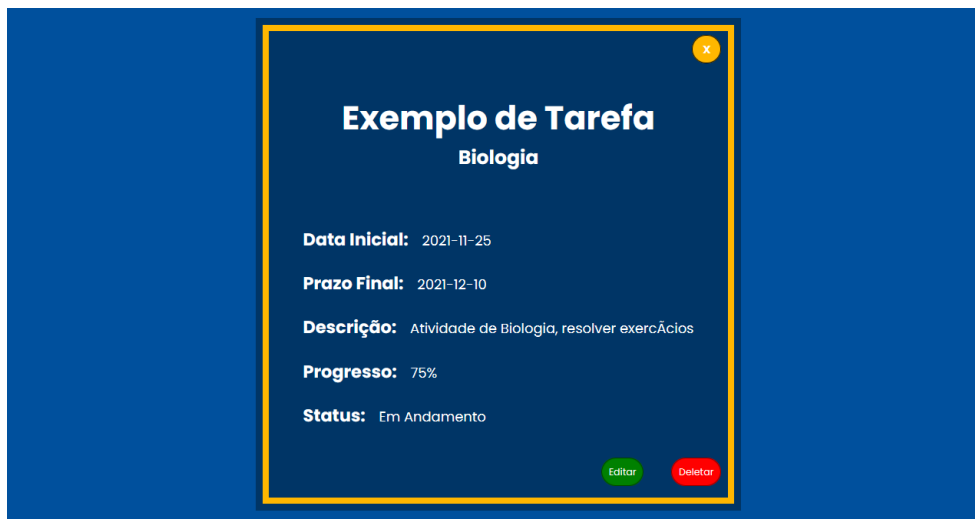 x
Exemplo de Tarefa
Biologia
Data Inicial: 2021-11-25
Prazo Final: 2021-12-10
Descrição: Atividade de Biologia, resolver exercÃcios
Progresso: 75%
Status: Em Andamento
Editar Deletar